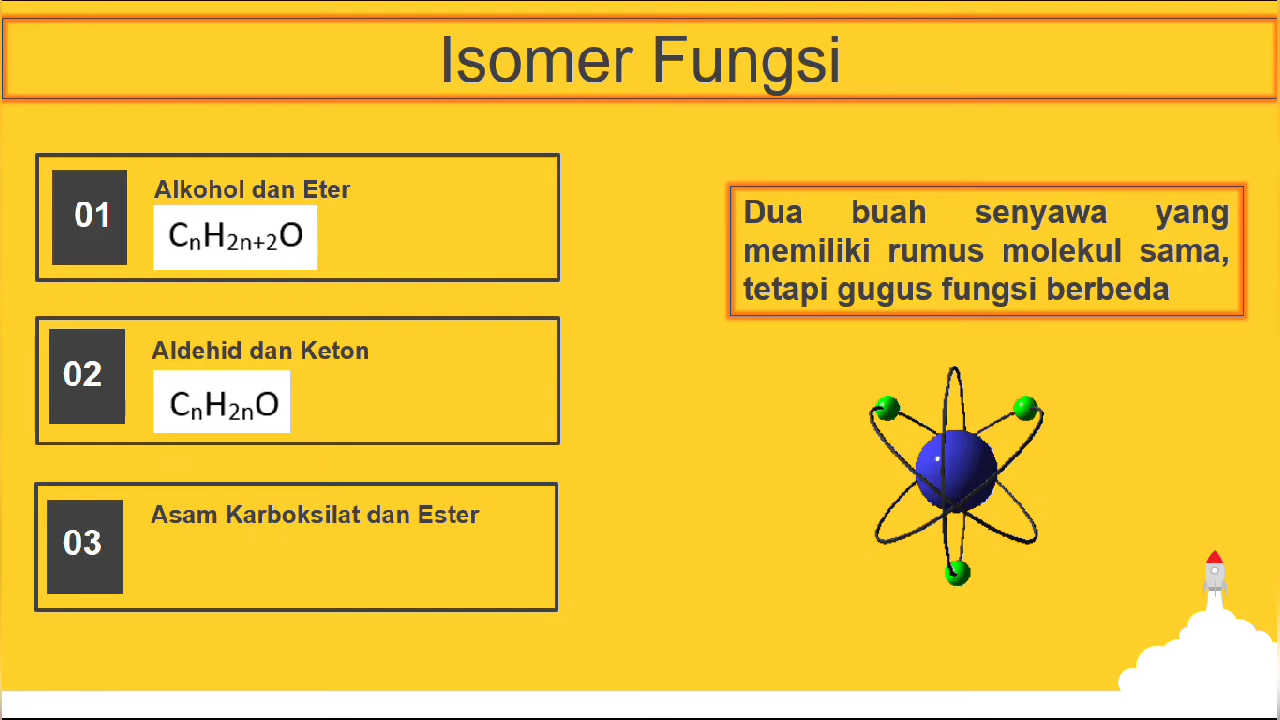 Isomer Fungsi
01
Alkohol dan Eter
CₙH₂ₙ₊₂O
02
Aldehid dan Keton
CₙH₂ₙO
03
Asam Karboksilat dan Ester
Dua buah senyawa yang
memiliki rumus molekul sama,
tetapi gugus fungsi berbeda